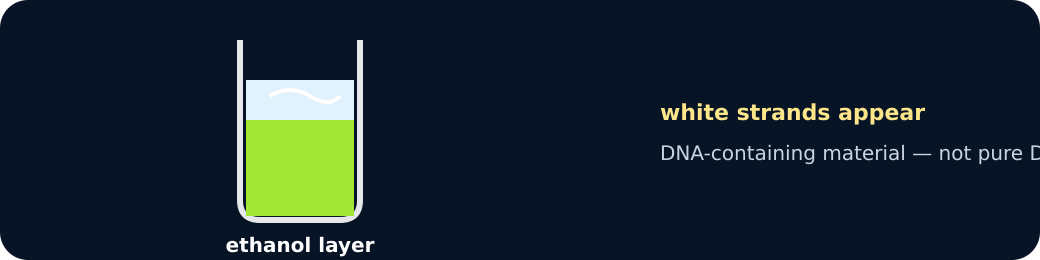 white strands appear
DNA-containing material — not pure
ethanol layer